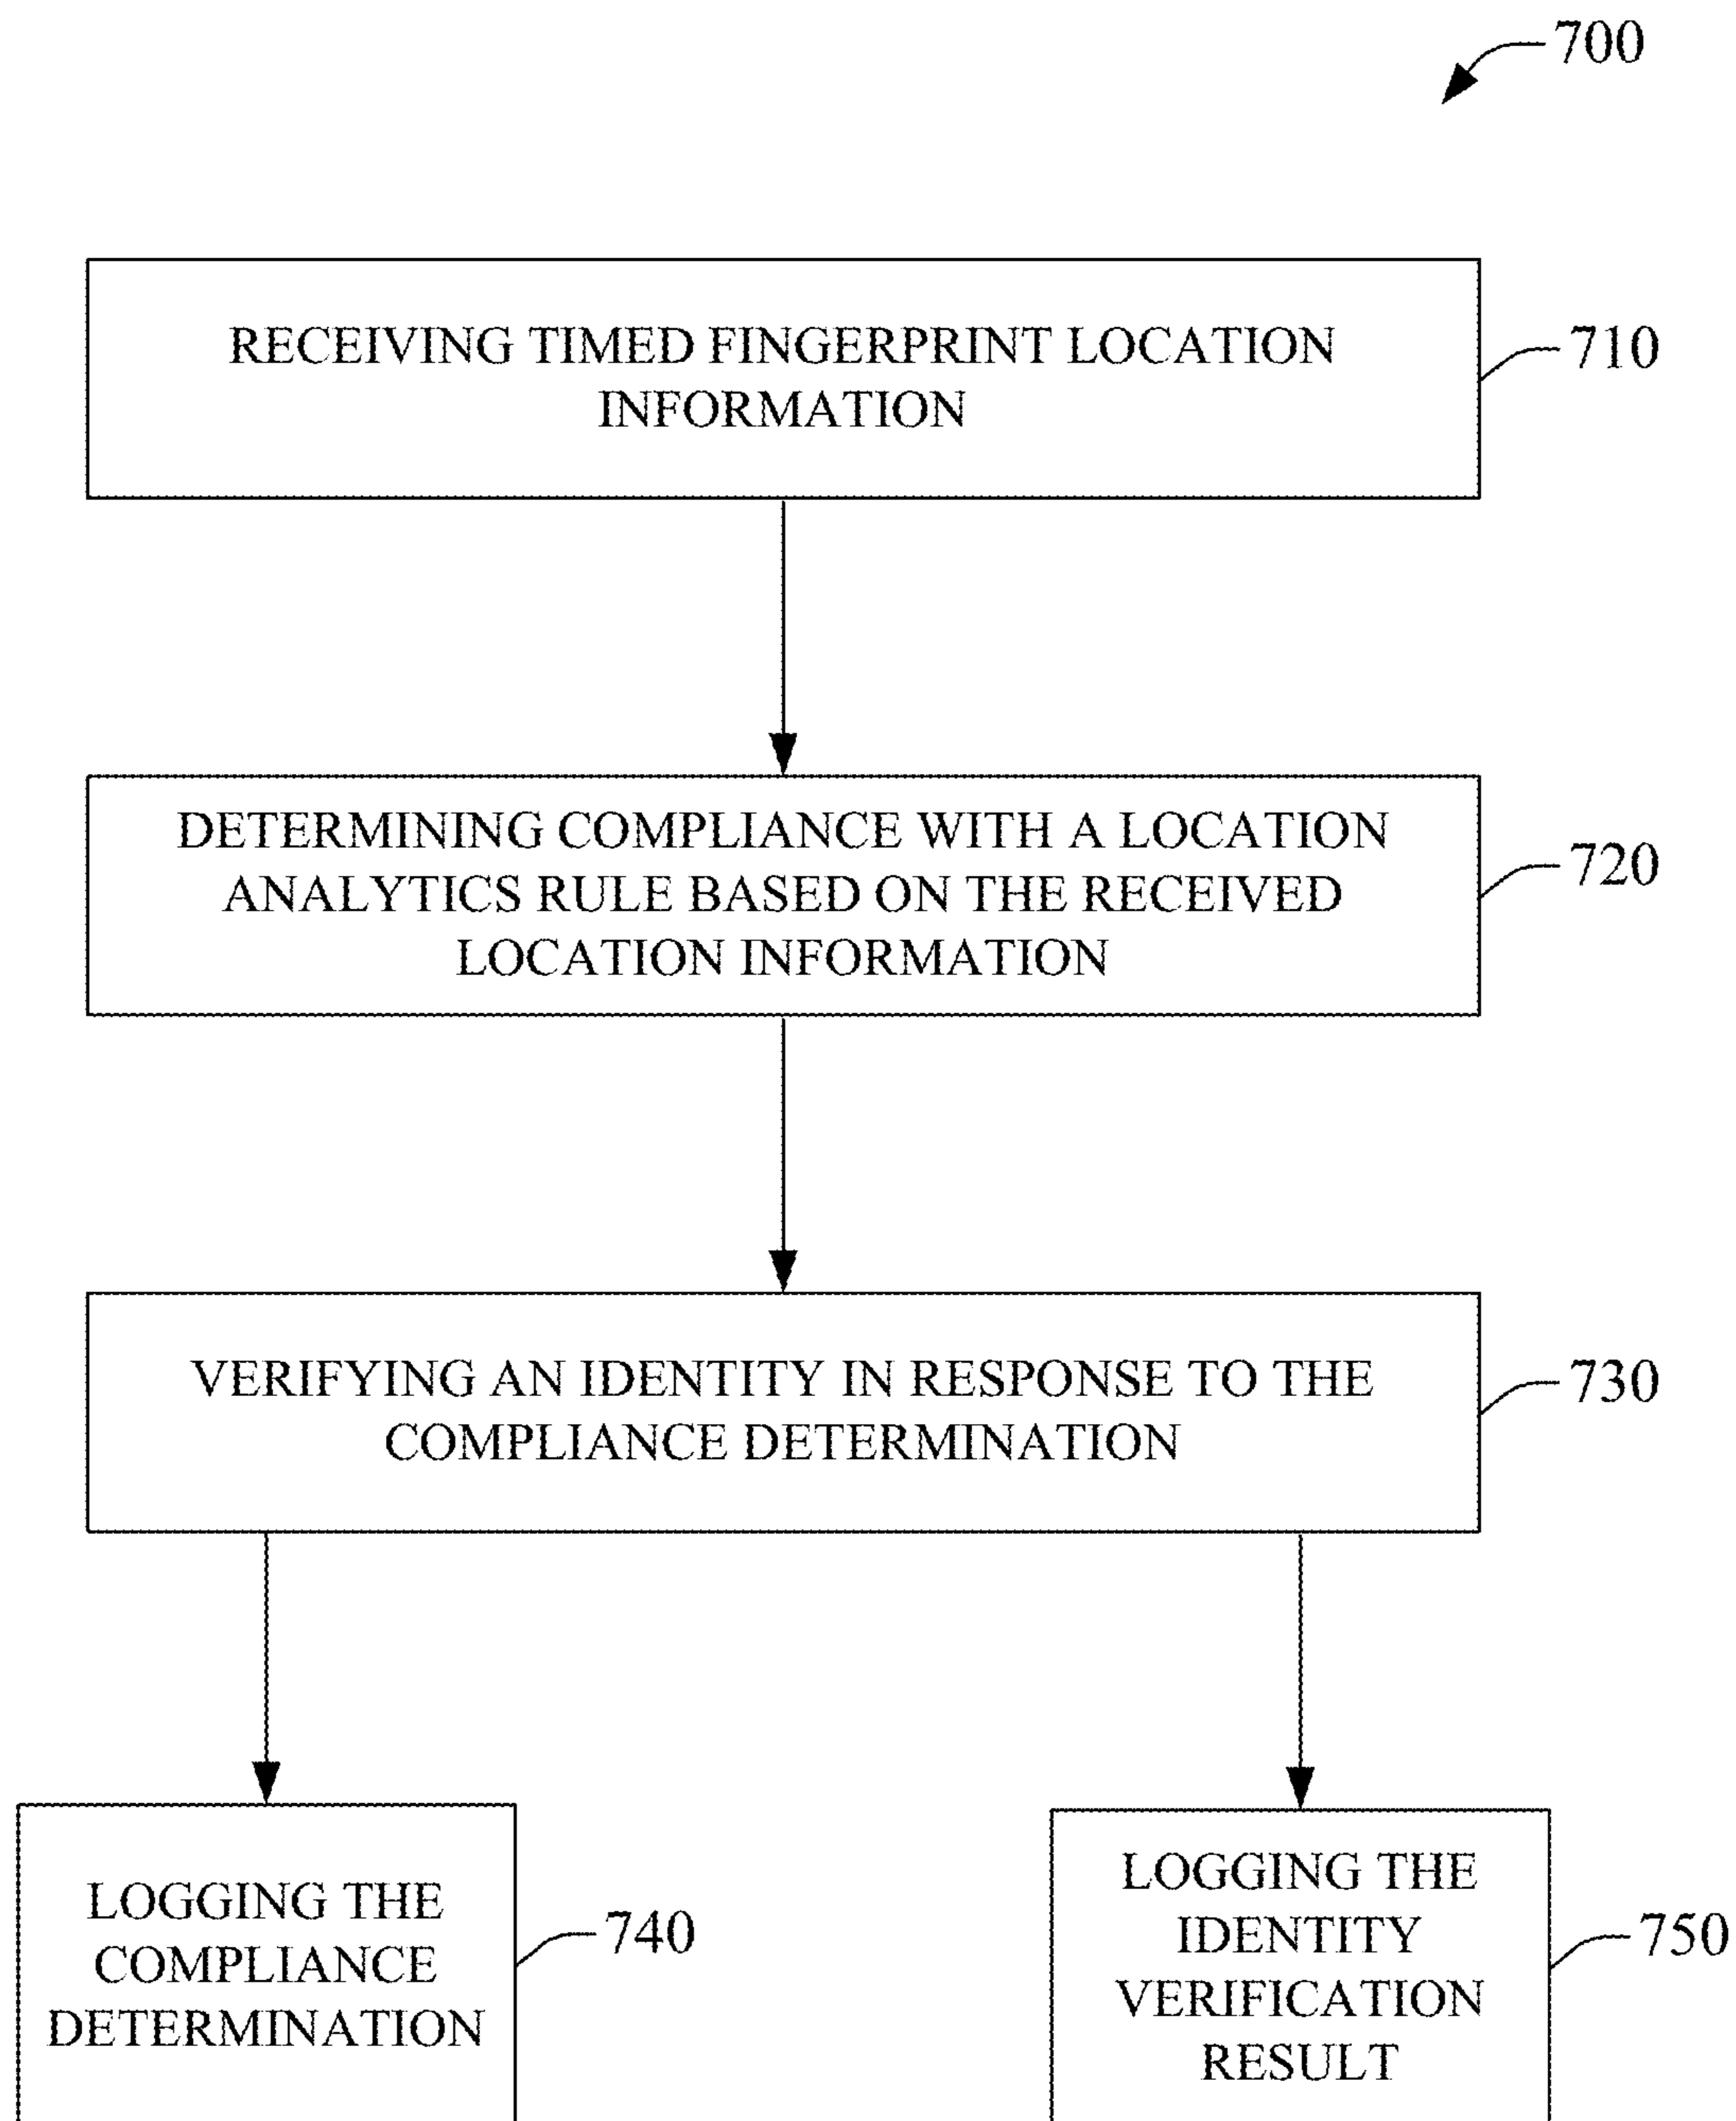 700
RECEIVING TIMED FINGERPRINT LOCATION
INFORMATION
710
DETERMINING COMPLIANCE WITH A LOCATION
ANALYTICS RULE BASED ON THE RECEIVED
LOCATION INFORMATION
720
VERIFYING AN IDENTITY IN RESPONSE TO THE
COMPLIANCE DETERMINATION
730
LOGGING THE
COMPLIANCE
DETERMINATION
740
LOGGING THE
IDENTITY
VERIFICATION
RESULT
750